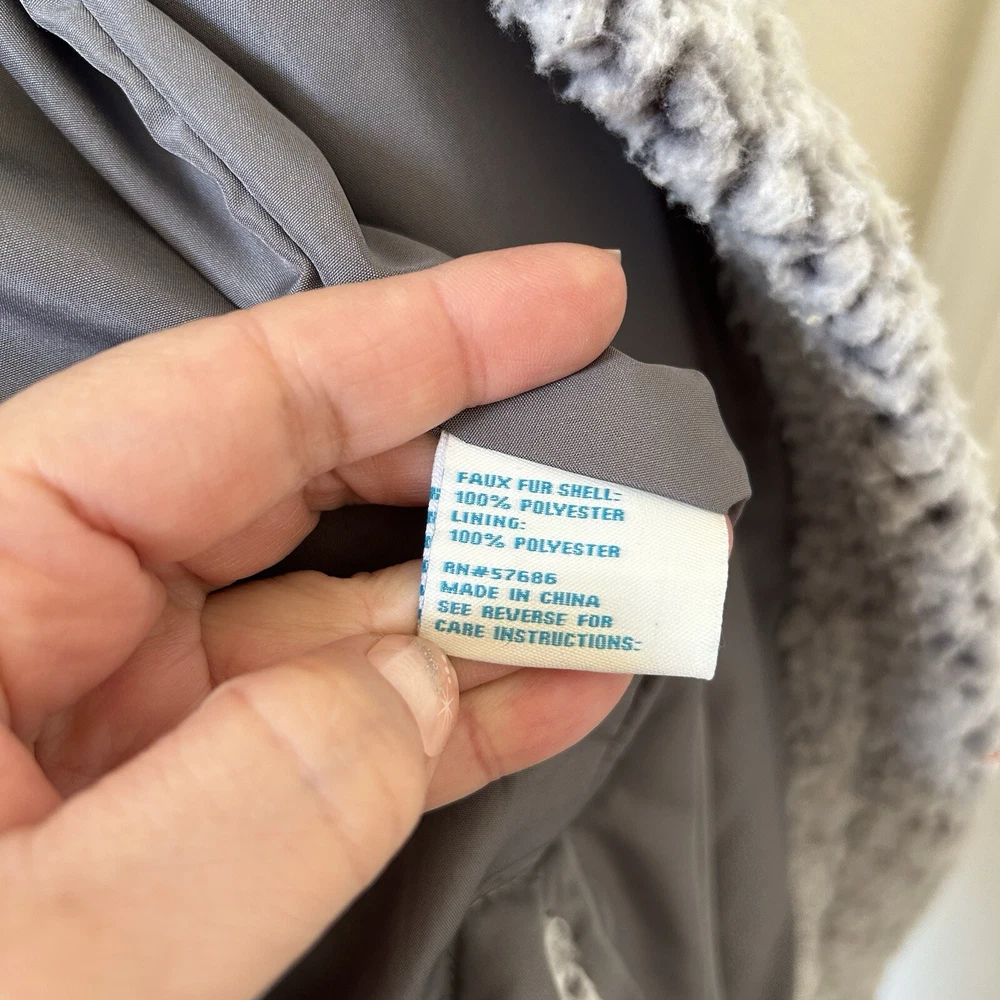 FAUX FUR SHELL:
100% POLYESTER
LINING:
100% POLYESTER
RN#57686
MADE IN CHINA
SEE REVERSE FOR
CARE INSTRUCTIONS: